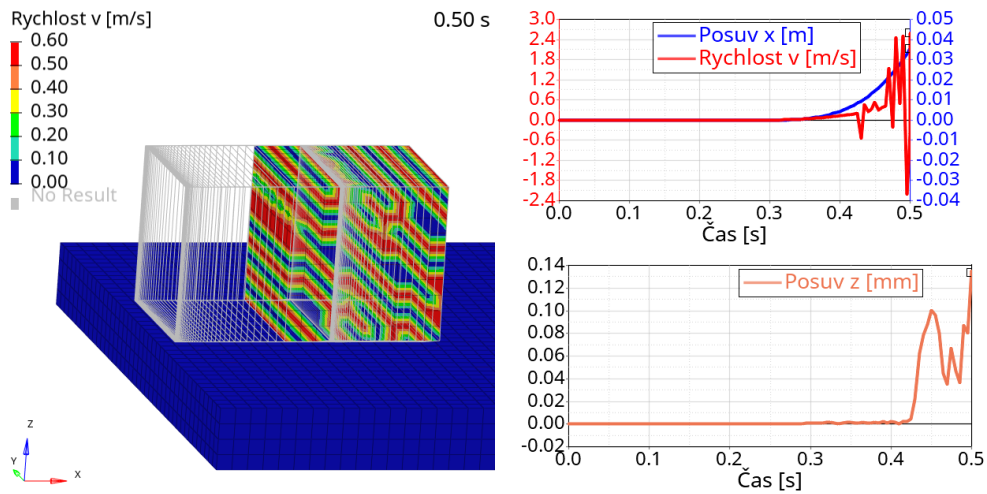 Rychlost v [m/s]
0.60
0.50
0.40
0.30
0.20
0.10
0.00
No Result
0.50 s
Z
Y
X
Posuv x [m]
Rychlost v [m/s]
3.0
2.4
1.8
1.2
0.6
0.0
-0.6
-1.2
-1.8
-2.4
0.05
0.04
0.03
0.02
0.01
0.00
-0.01
-0.02
-0.03
-0.04
0.0 0.1 0.2 0.3 0.4 0.5
Čas [s]
Posuv z [mm]
0.14
0.12
0.10
0.08
0.06
0.04
0.02
0.00
-0.02
0.0 0.1 0.2 0.3 0.4 0.5
Čas [s]